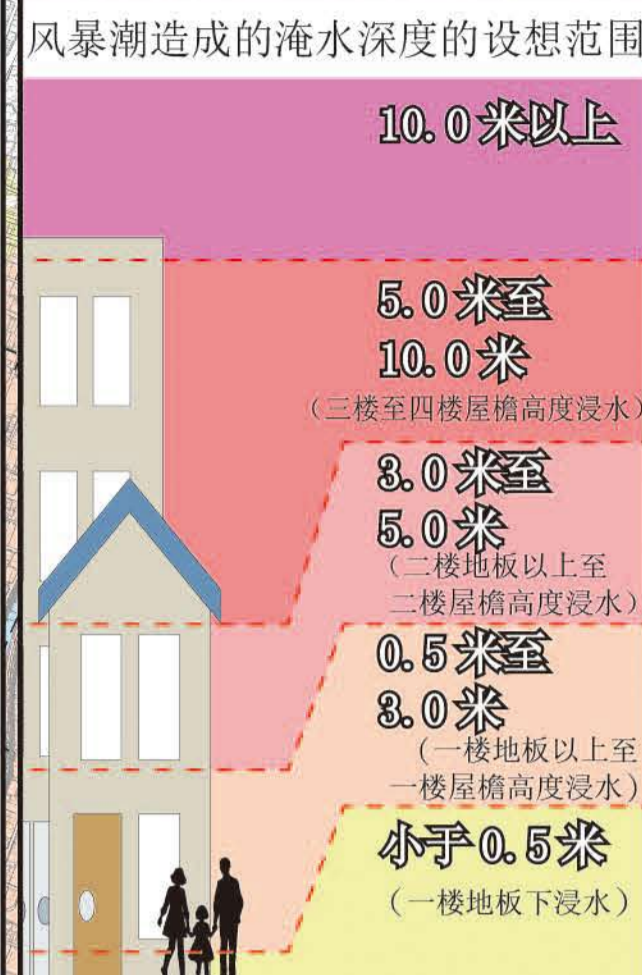 风暴潮造成的淹水深度的设想范围
10.0米以上
5.0米至
10.0米
（三楼至四楼屋檐高度浸水）
3.0米至
5.0米
（二楼地板以上至
二楼屋檐高度浸水）
0.5米至
3.0米
（一楼地板以上至
一楼屋檐高度浸水）
小于0.5米
（一楼地板下浸水）